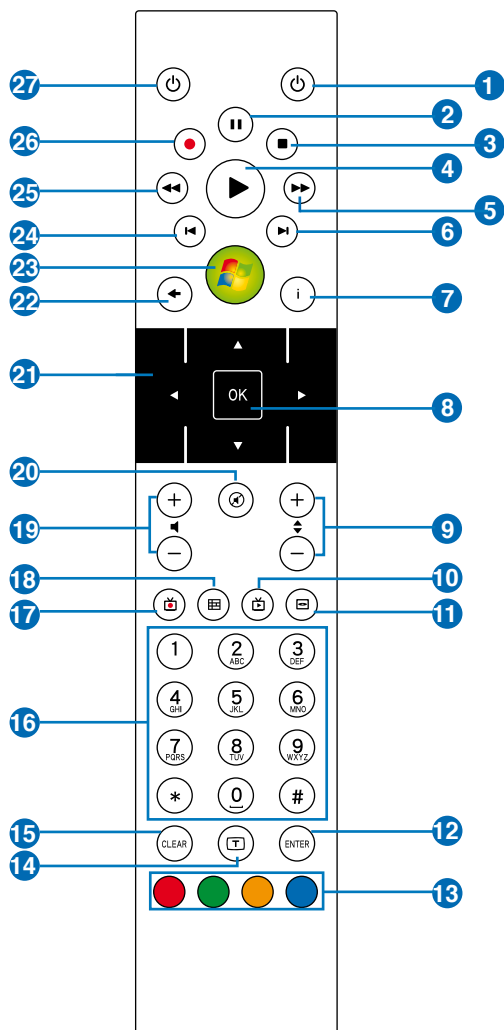 27 1
2
26 3
4
25 5
24 6
23
22 i 7
21
OK 8
20
19 9
18 10
17 11
1 2 ABC 3 DEF
16 4 GHI 5 JKL 6 MNO
7 PQRS 8 TUV 9 WXYZ
* 0 #
15 CLEAR T ENTER 12
14
13